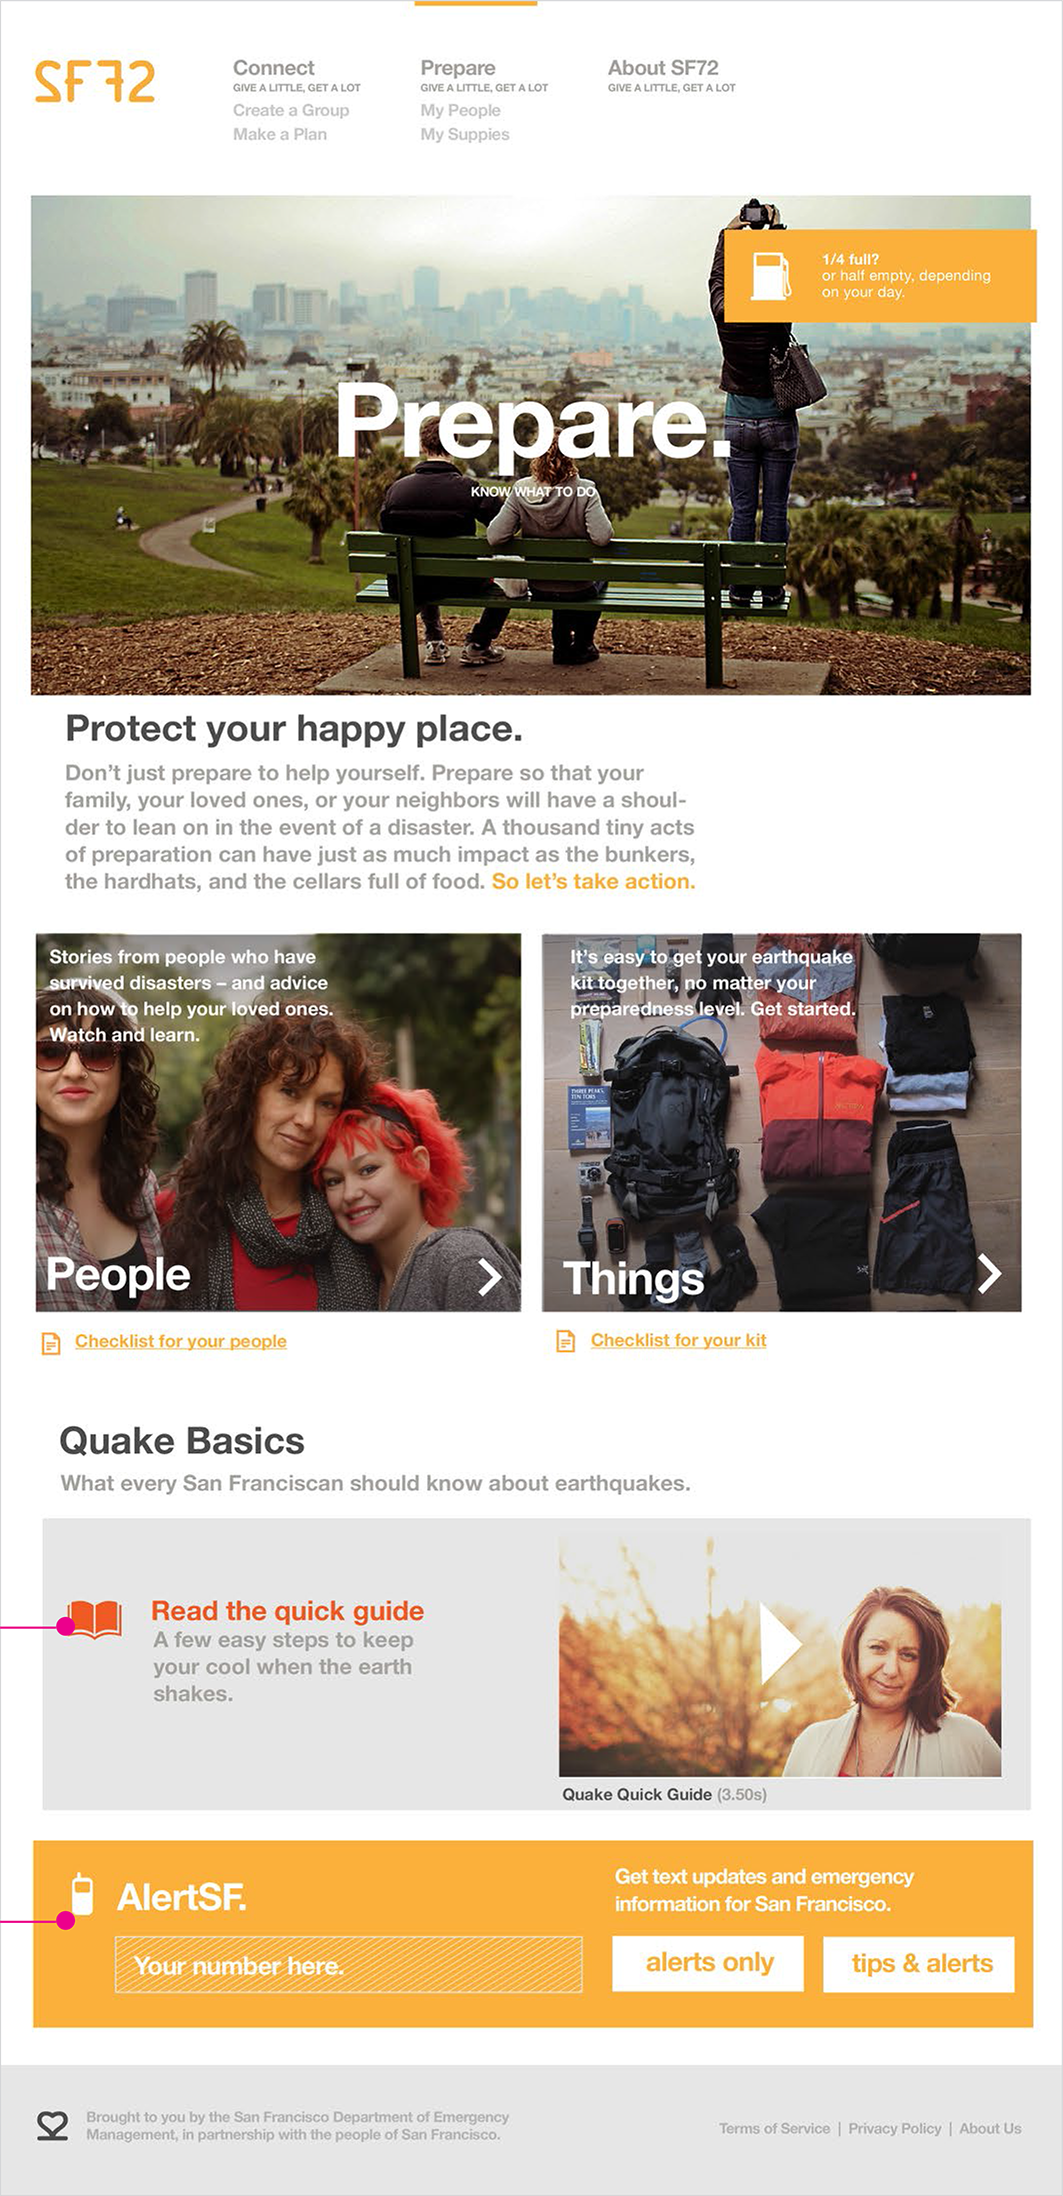 SF72
Connect
GIVE A LITTLE, GET A LOT
Create a Group
Make a Plan
Prepare
GIVE A LITTLE, GET A LOT
My People
My Suppies
About SF72
GIVE A LITTLE, GET A LOT
1/4 full?
or half empty, depending
on your day.
Prepare.
KNOW WHAT TO DO
Protect your happy place.
Don't just prepare to help yourself. Prepare so that your
family, your loved ones, or your neighbors will have a shoul-
der to lean on in the event of a disaster. A thousand tiny acts
of preparation can have just as much impact as the bunkers,
the hardhats, and the cellars full of food. So let's take action.
Stories from people who have
survived disasters – and advice
on how to help your loved ones.
Watch and learn.
People
It's easy to get your earthquake
kit together, no matter your
preparedness level. Get started.
THREE PEAKS,
TEN TORS
Things
Checklist for your people
Checklist for your kit
Quake Basics
What every San Franciscan should know about earthquakes.
Read the quick guide
A few easy steps to keep
your cool when the earth
shakes.
Quake Quick Guide (3.50s)
AlertSF.
Your number here.
Get text updates and emergency
information for San Francisco.
alerts only
tips & alerts
Brought to you by the San Francisco Department of Emergency
Management, in partnership with the people of San Francisco.
Terms of Service | Privacy Policy | About Us